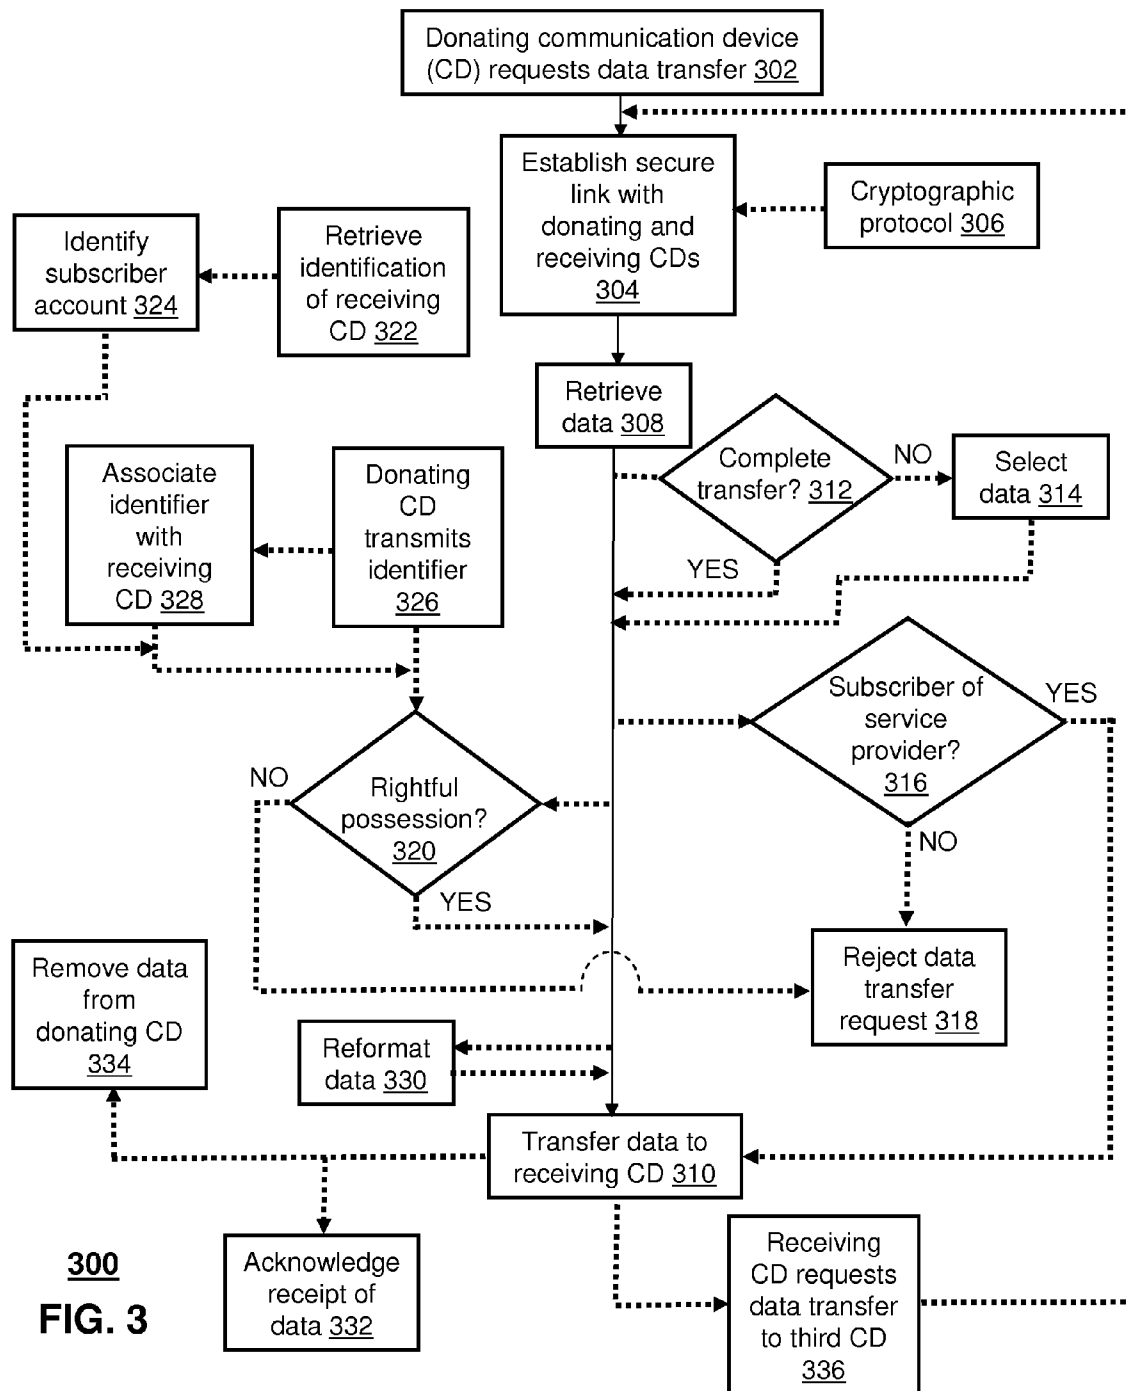 Donating communication device
(CD) requests data transfer 302
Establish secure
link with
donating and
receiving CDs
304
Cryptographic
protocol 306
Identify
subscriber
account 324
Retrieve
identification
of receiving
CD 322
Retrieve
data 308
Complete
transfer? 312
NO
Select
data 314
YES
Associate
identifier
with
receiving
CD 328
Donating
CD
transmits
identifier
326
Subscriber of
service
provider?
316
YES
NO
Rightful
possession?
320
NO
YES
Reject data
transfer
request 318
Remove data
from
donating CD
334
Reformat
data 330
Transfer data to
receiving CD 310
Acknowledge
receipt of
data 332
Receiving
CD requests
data transfer
to third CD
336
300
FIG. 3